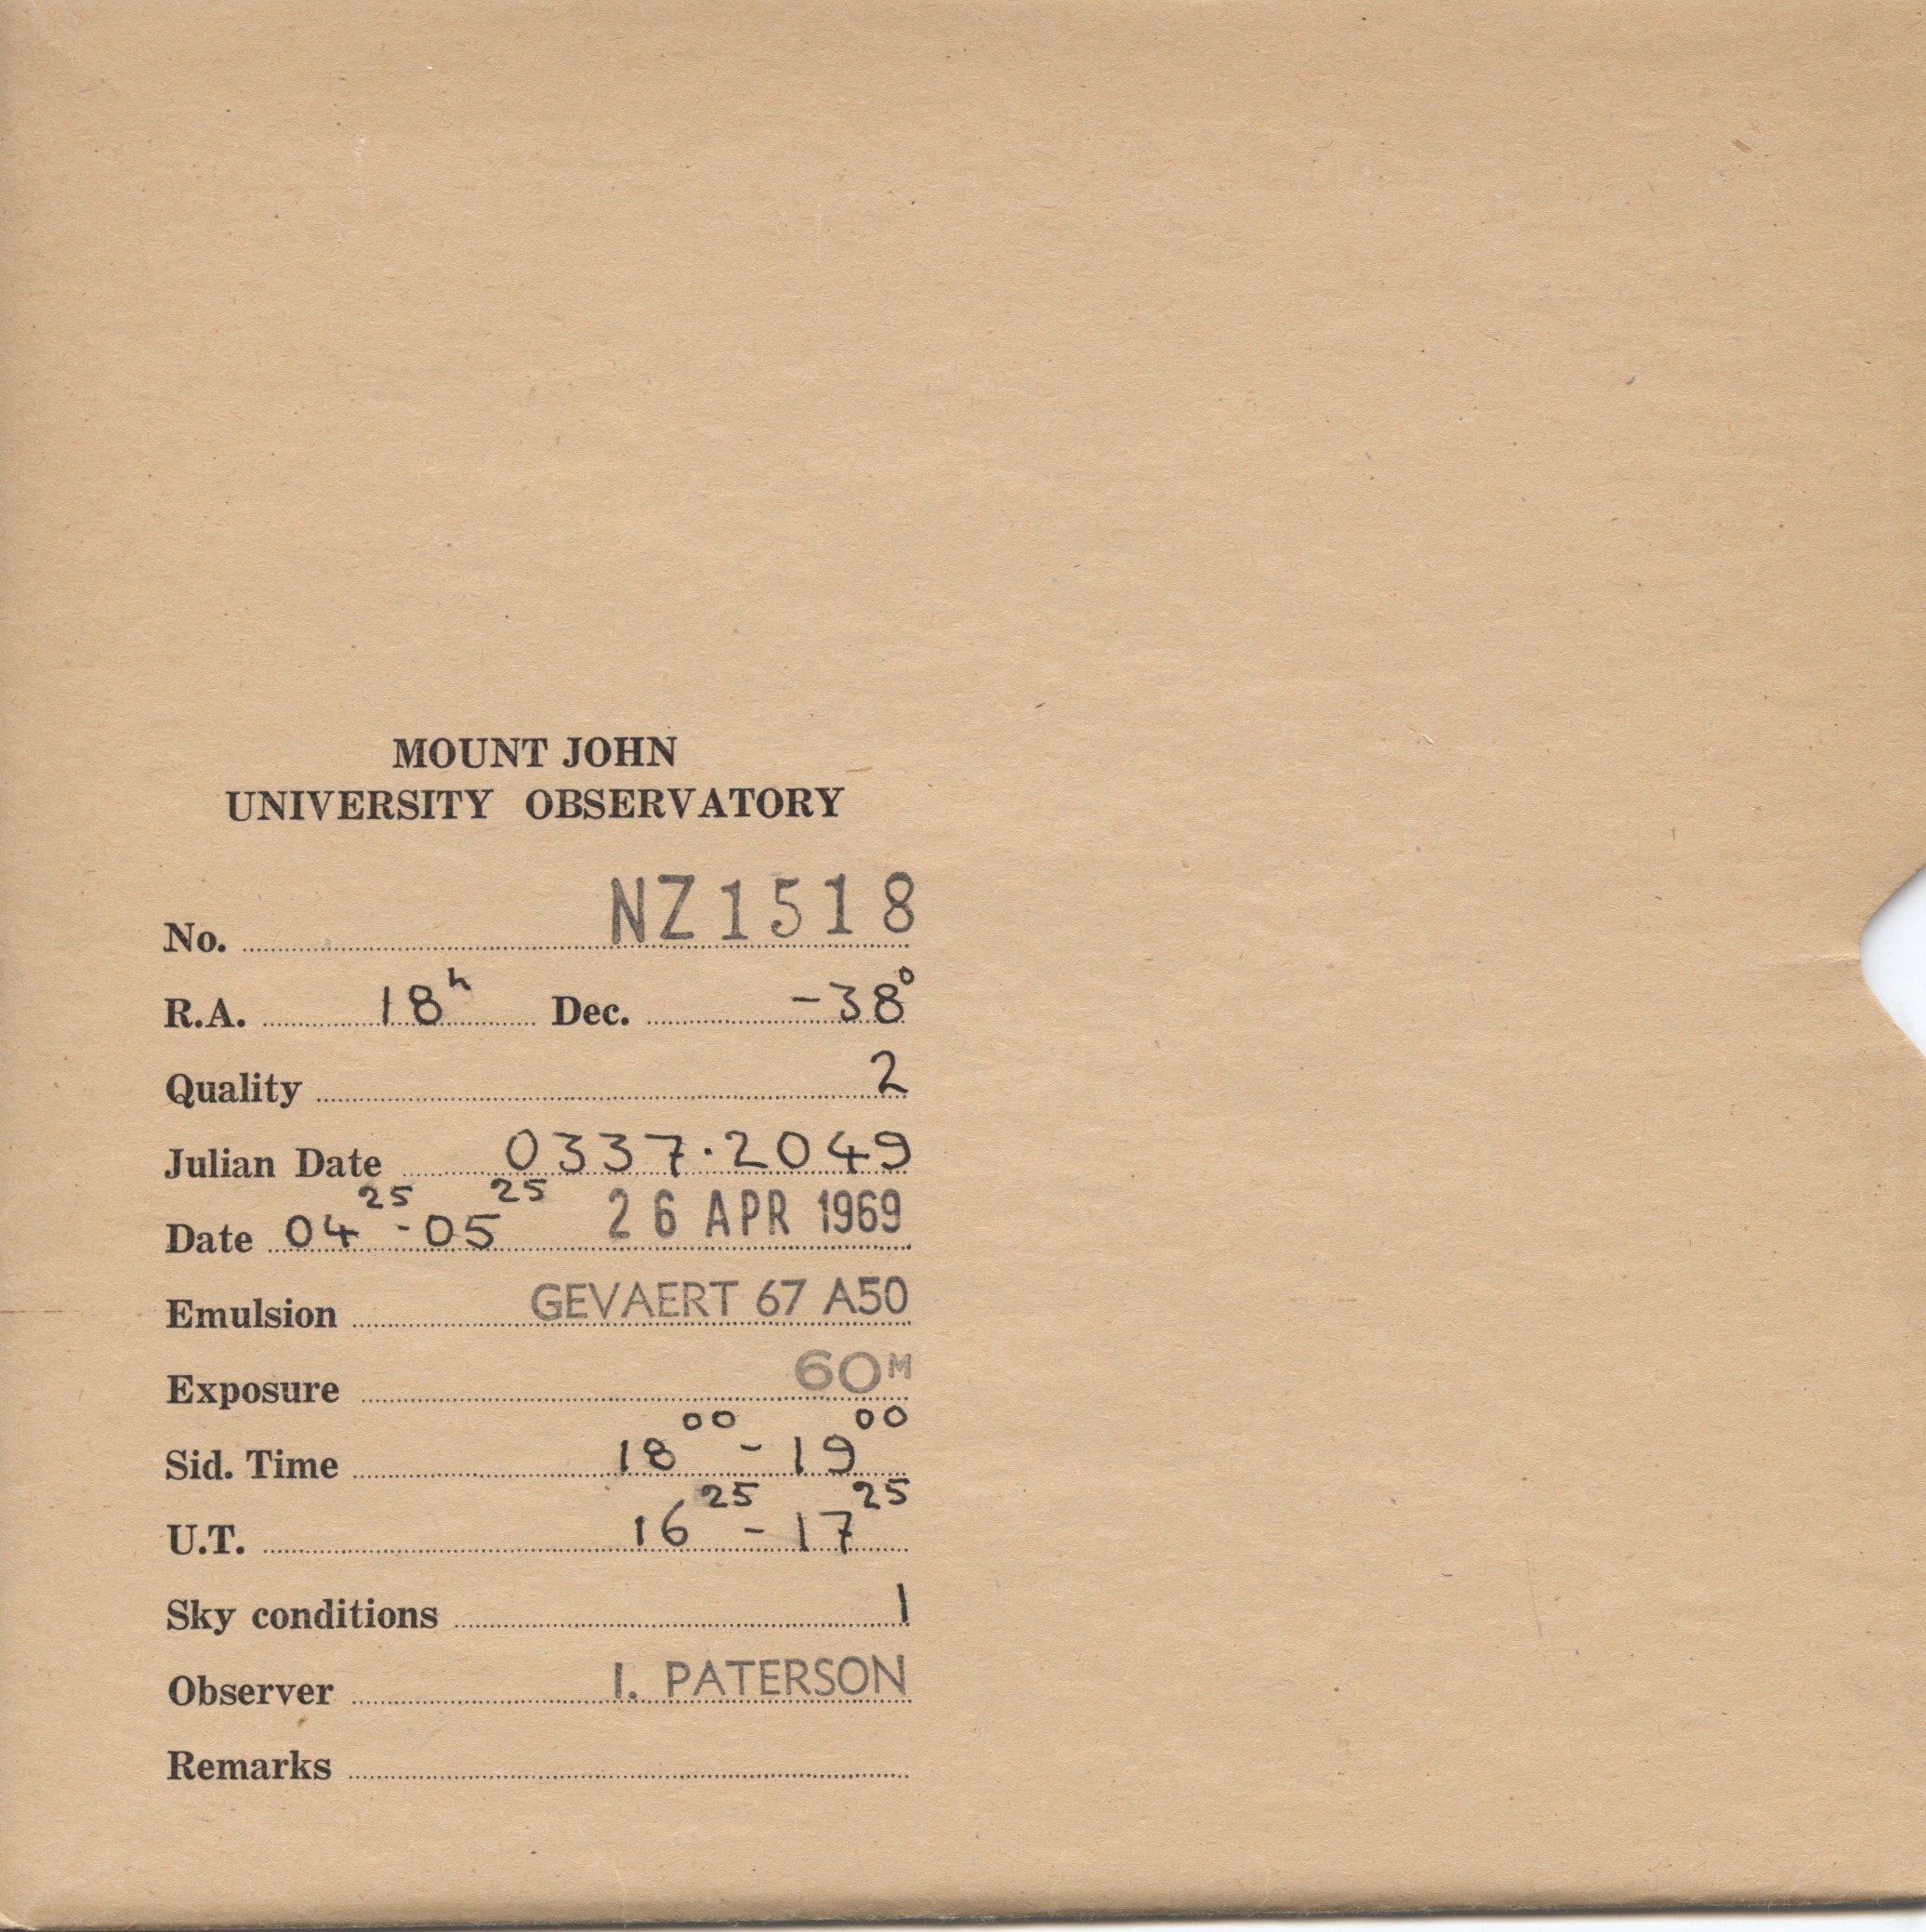 MOUNT JOHN
UNIVERSITY OBSERVATORY
No. NZ1518
R.A. 18h Dec. -38°
Quality 2
Julian Date 0337.2049
Date 04 25 - 05 25 26 APR 1969
Emulsion GEVAERT 67 A50
Exposure 60M
Sid. Time 18 00 - 19 00
U.T. 16 25 - 17 25
Sky conditions 1
Observer I. PATERSON
Remarks